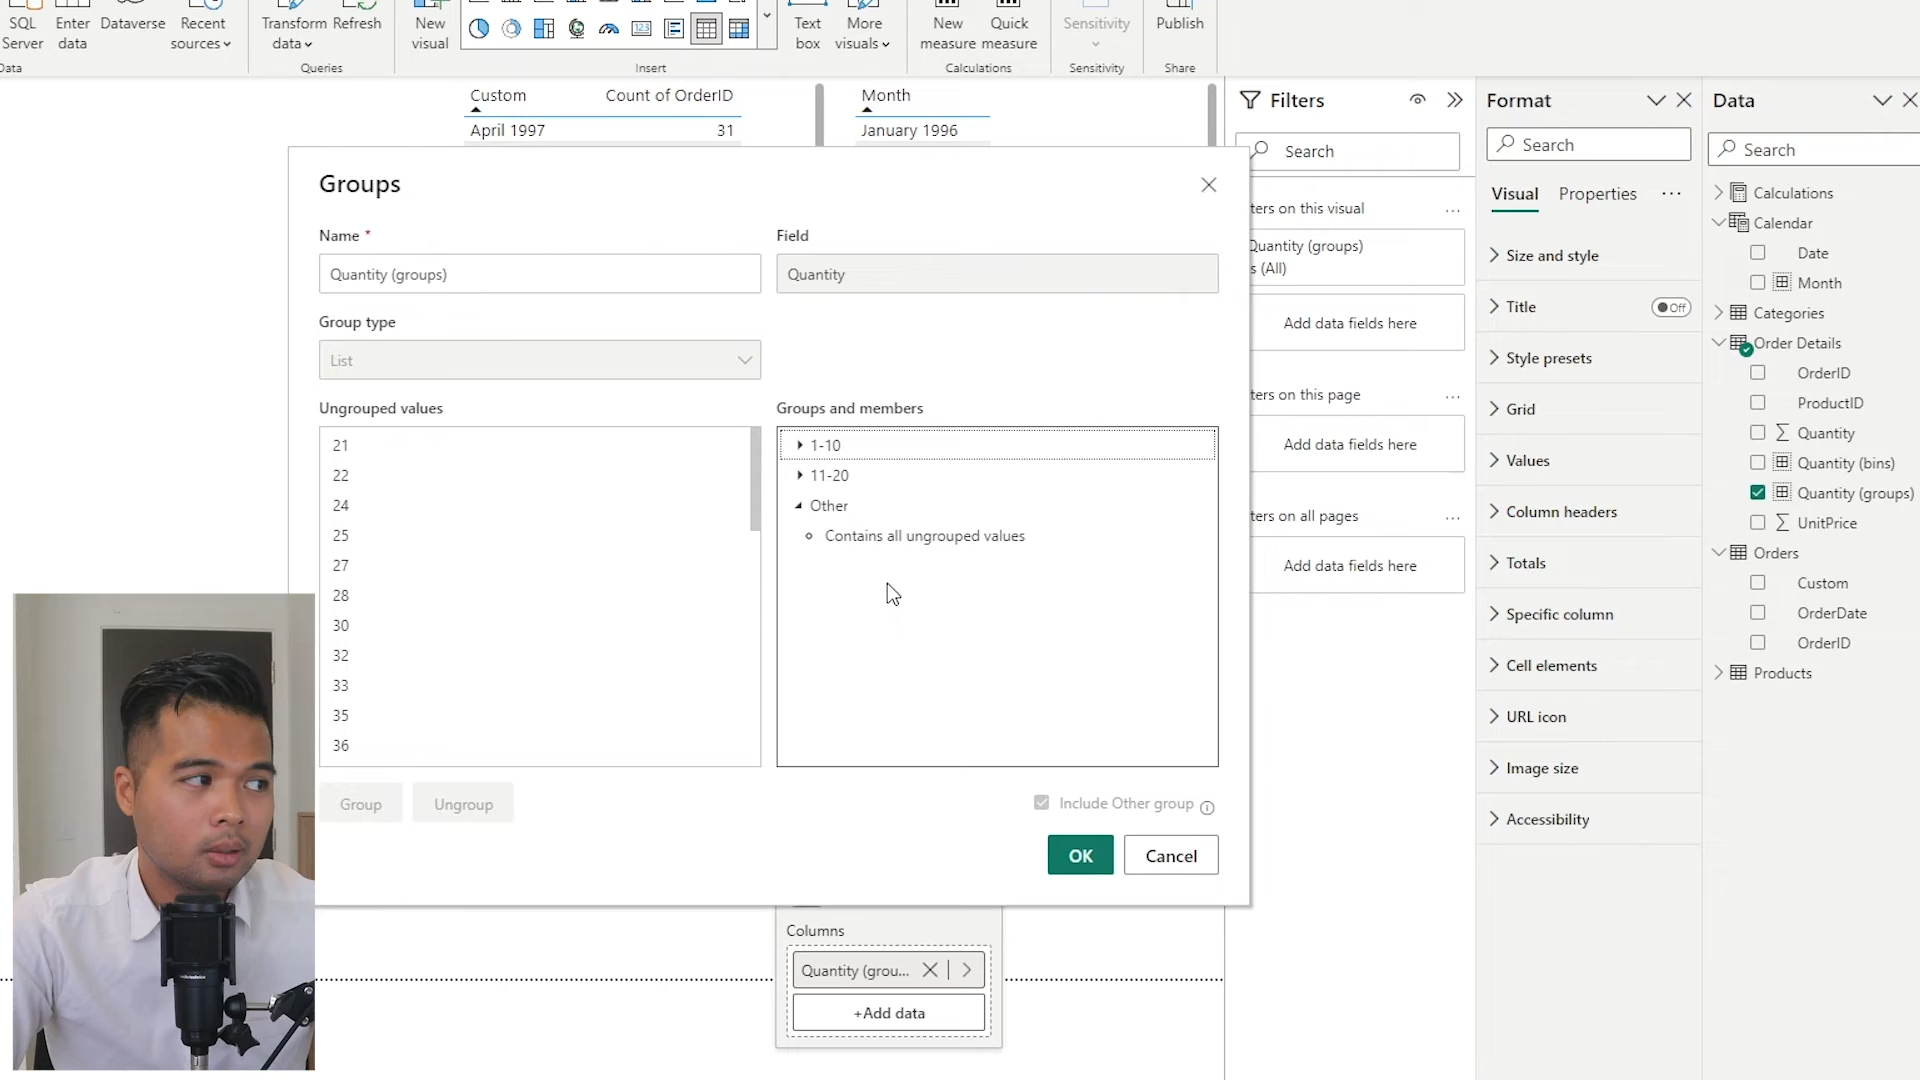 SQL Server
Enter data
Dataverse
Recent sources
Transform data
Refresh
New visual
Text box
More visuals
New measure
Quick measure
Sensitivity
Publish
Data
Queries
Insert
Calculations
Sensitivity
Share
Custom Count of OrderID
April 1997 31
Month
January 1996
Groups
Name *
Quantity (groups)
Field
Quantity
Group type
List
Ungrouped values
21
22
24
25
27
28
30
32
33
35
36
Groups and members
1-10
11-20
Other
Contains all ungrouped values
Group
Ungroup
Include Other group
OK
Cancel
Columns
Quantity (grou...
+Add data
Filters
Search
ters on this visual ...
Quantity (groups)
s (All)
Add data fields here
ters on this page ...
Add data fields here
ters on all pages ...
Add data fields here
Format
Search
Visual
Properties
...
Size and style
Title
Off
Style presets
Grid
Values
Column headers
Totals
Specific column
Cell elements
URL icon
Image size
Accessibility
Data
Search
Calculations
Calendar
Date
Month
Categories
Order Details
OrderID
ProductID
Quantity
Quantity (bins)
Quantity (groups)
UnitPrice
Orders
Custom
OrderDate
OrderID
Products